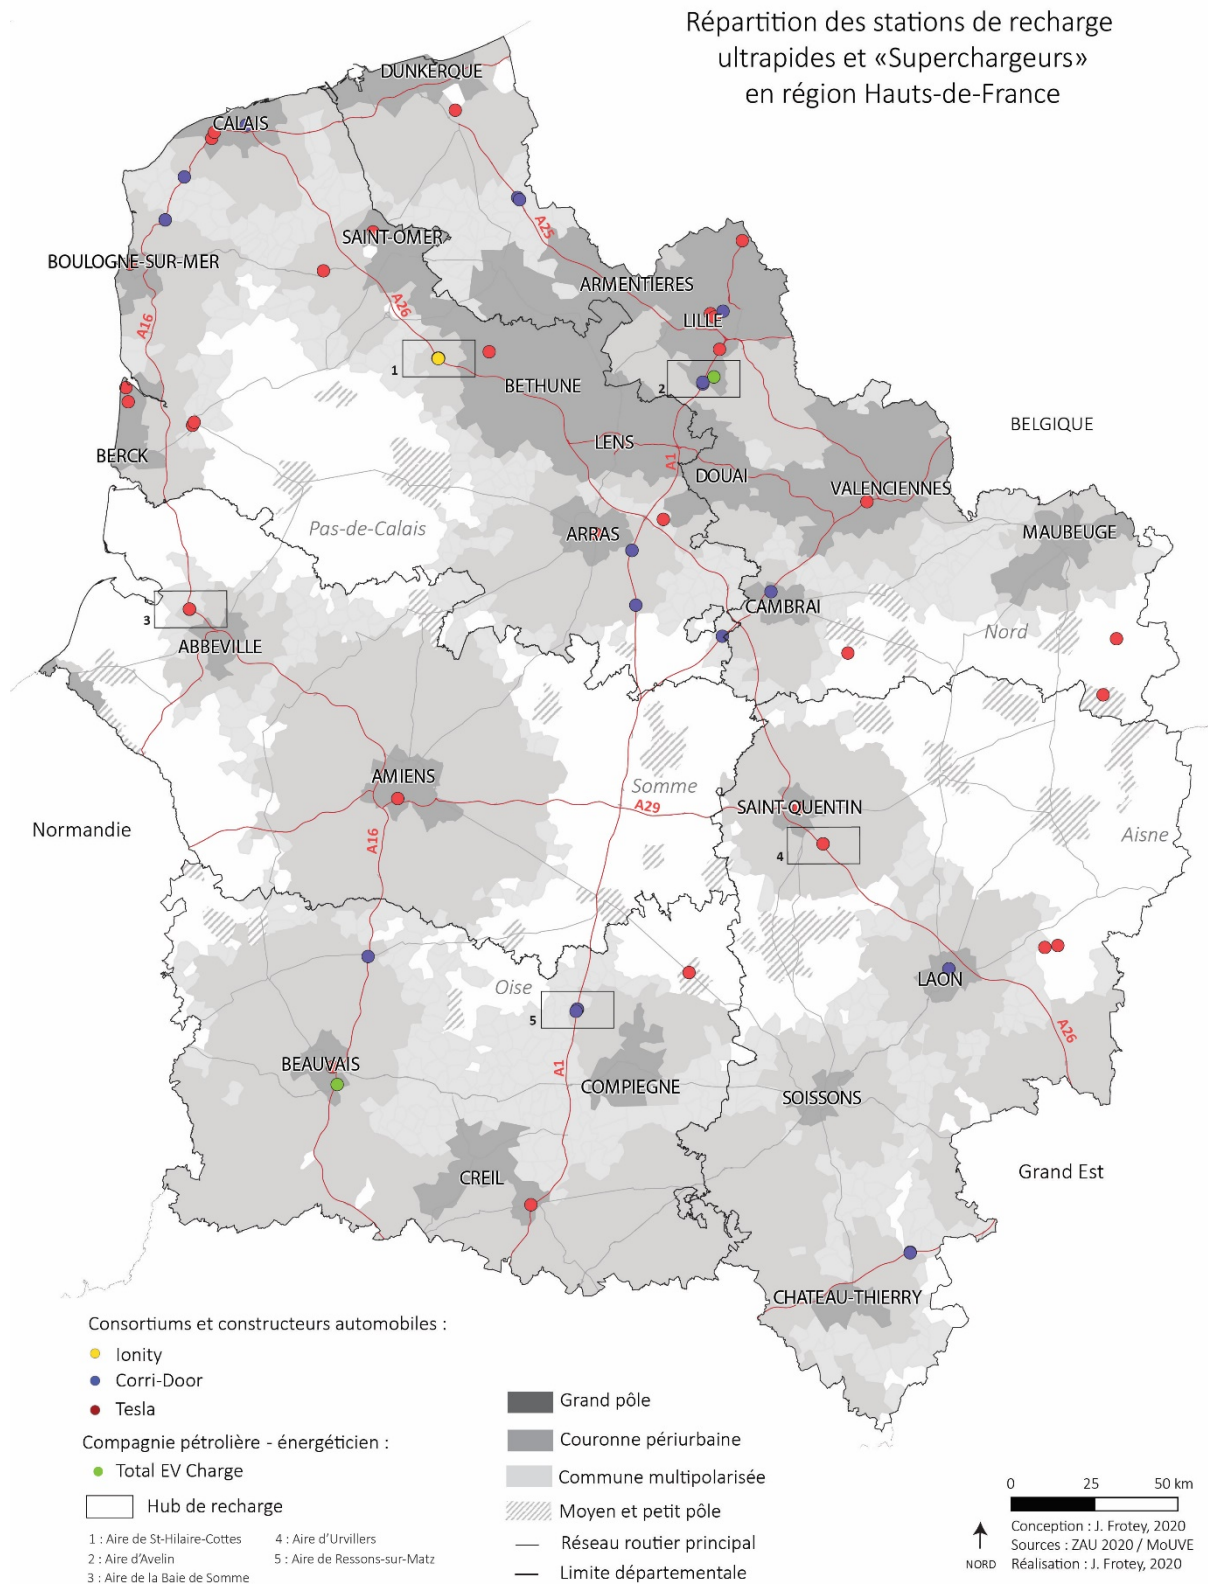 Répartition des stations de recharge
ultrapides et «Superchargeurs»
en région Hauts-de-France
DUNKERQUE
CALAIS
A25
SAINT-OMER
BOULOGNE-SUR-MER
ARMENTIERES
A26
A16
LILLE
1
2
BETHUNE
BELGIQUE
LENS
BERCK
A1
DOUAI
VALENCIENNES
Pas-de-Calais
ARRAS
MAUBEUGE
CAMBRAI
3
Nord
ABBEVILLE
AMIENS
Somme
SAINT-QUENTIN
A29
Normandie
A16
Aisne
4
LAON
Oise
5
A26
BEAUVAIS
A1
COMPIEGNE
SOISSONS
CREIL
Grand Est
CHATEAU-THIERRY
Consortiums et constructeurs automobiles :
Ionity
Corri-Door
Tesla
Compagnie pétrolière - énergéticien :
Total EV Charge
Hub de recharge
1 : Aire de St-Hilaire-Cottes
2 : Aire d'Avelin
3 : Aire de la Baie de Somme
4 : Aire d'Urvillers
5 : Aire de Ressons-sur-Matz
Grand pôle
Couronne périurbaine
Commune multipolarisée
Moyen et petit pôle
Réseau routier principal
Limite départementale
0 25 50 km
NORD
Conception : J. Frotey, 2020
Sources : ZAU 2020 / MoUVE
Réalisation : J. Frotey, 2020